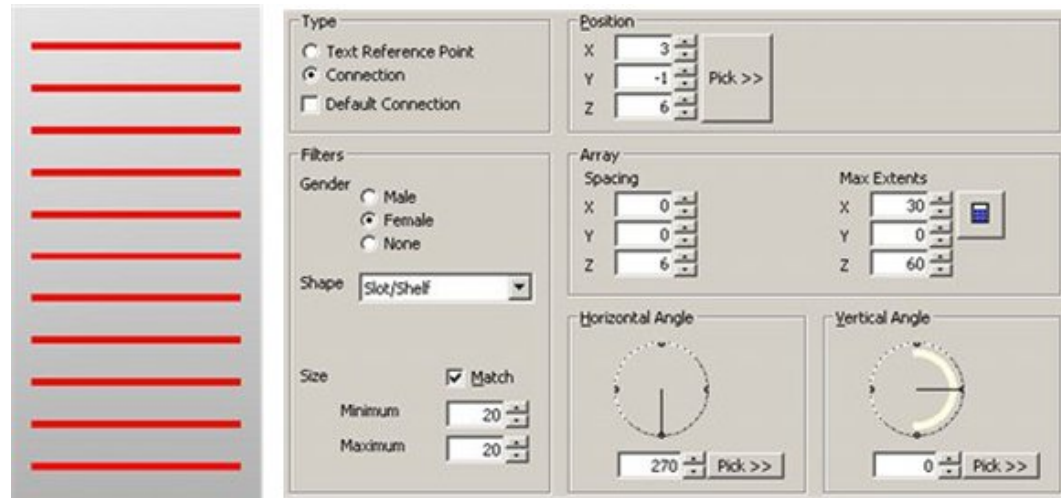 Type
Text Reference Point
Connection
Default Connection
Position
X 3
Y -1
Z 6
Pick >>
Filters
Gender
Male
Female
None
Shape Slot/Shelf
Size Match
Minimum 20
Maximum 20
Array
Spacing
X 0
Y 0
Z 6
Max Extents
X 30
Y 0
Z 60
Horizontal Angle
270 Pick >>
Vertical Angle
0 Pick >>